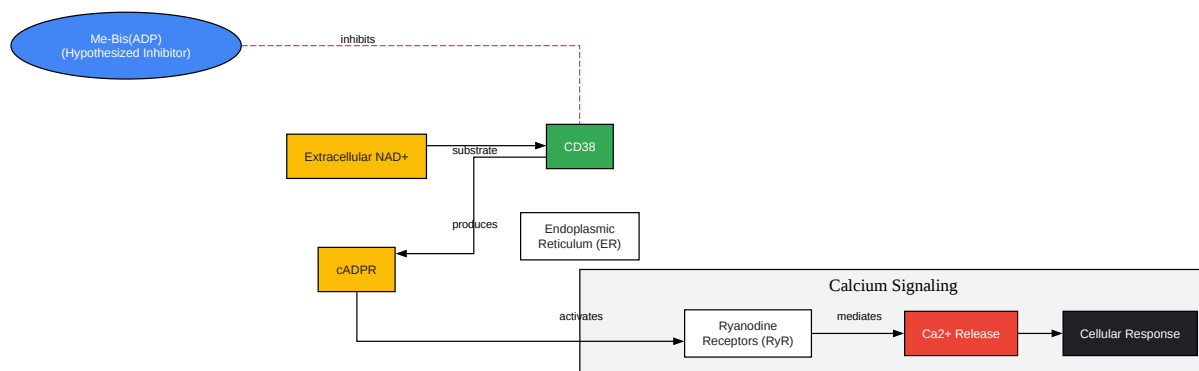 Me-Bis(ADP)
(Hypothesized Inhibitor)
inhibits
Extracellular NAD+
substrate
CD38
produces
Endoplasmic
Reticulum (ER)
cADPR
Calcium Signaling
activates
Ryanodine
Receptors (RyR)
mediates
Ca2+ Release
Cellular Response